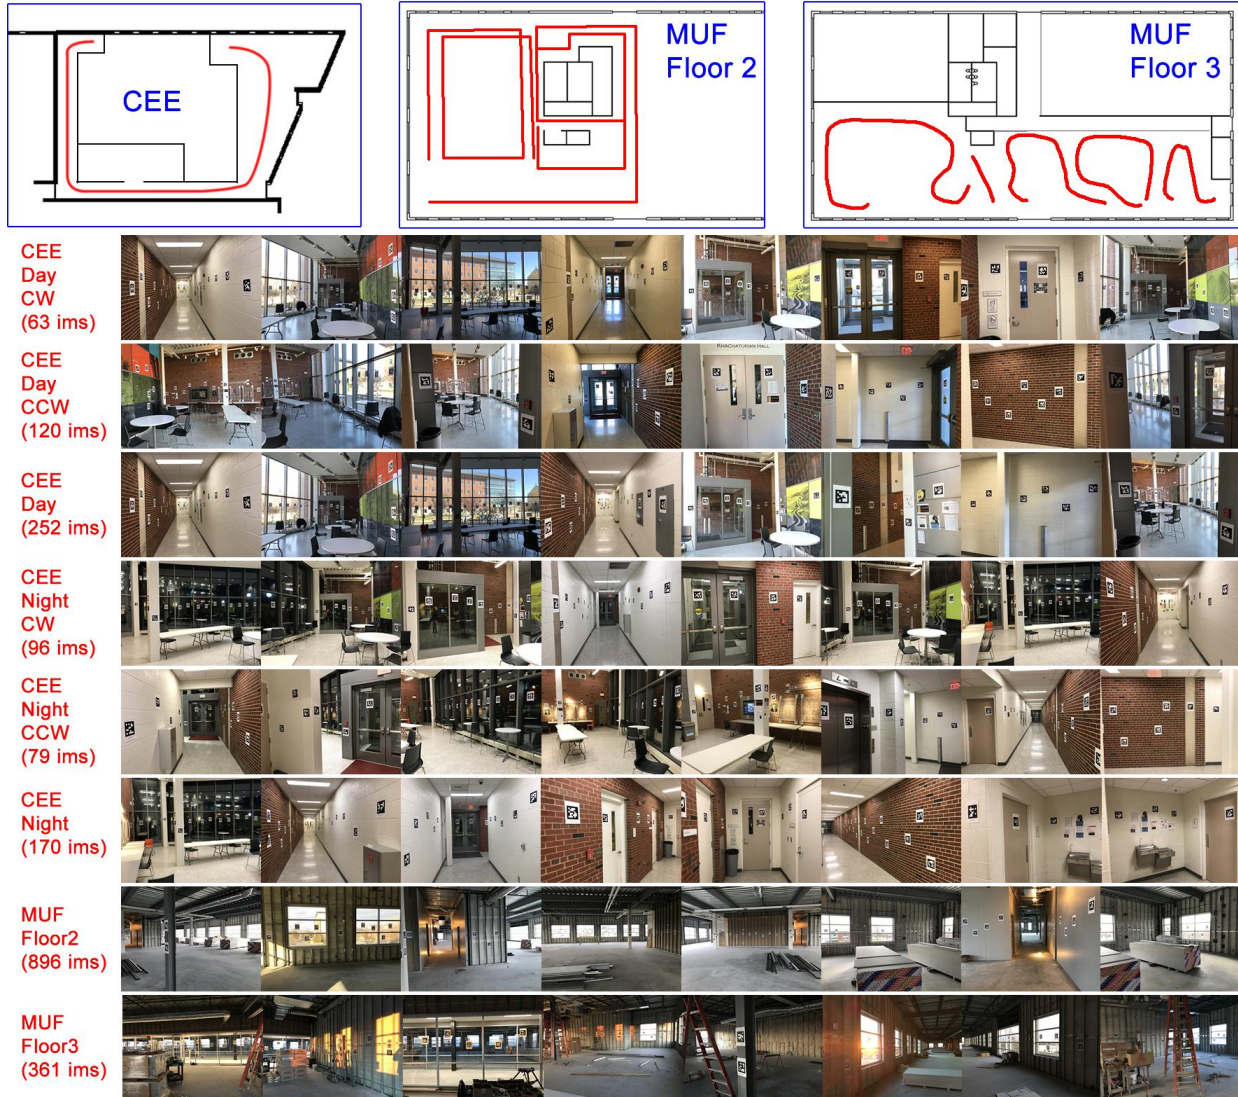 CEE
MUF
Floor 2
MUF
Floor 3
CEE
Day
CW
(63 ims)
CEE
Day
CCW
(120 ims)
KHACHATURIAN HALL
CEE
Day
(252 ims)
CEE
Night
CW
(96 ims)
CEE
Night
CCW
(79 ims)
CEE
Night
(170 ims)
MUF
Floor2
(896 ims)
MUF
Floor3
(361 ims)